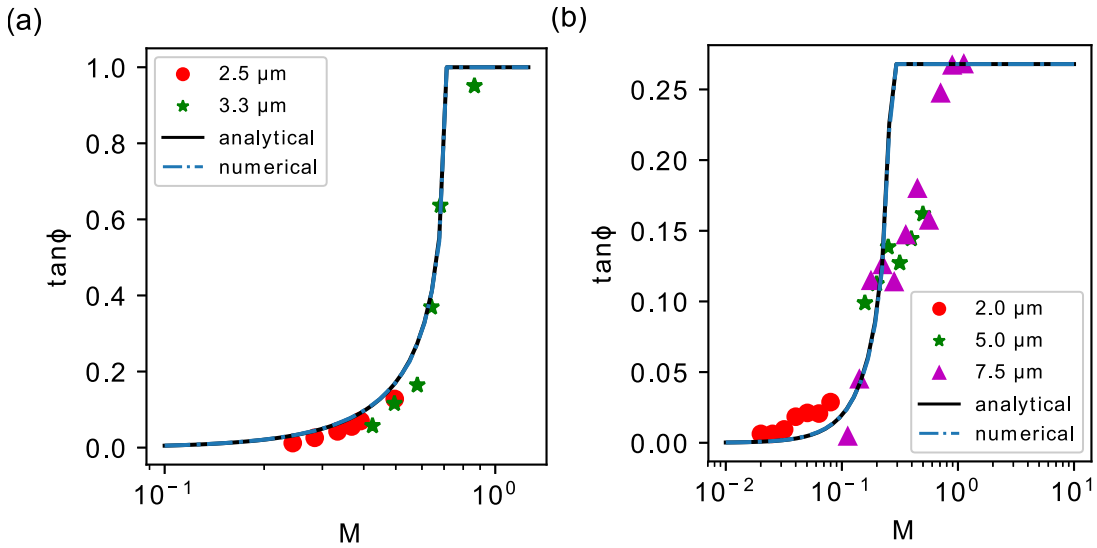 (a)
1.0
0.8
0.6
0.4
0.2
0.0
tanϕ
2.5 µm
3.3 µm
analytical
numerical
10⁻¹
10⁰
M
(b)
0.25
0.20
0.15
0.10
0.05
0.00
tanϕ
2.0 µm
5.0 µm
7.5 µm
analytical
numerical
10⁻²
10⁻¹
10⁰
10¹
M